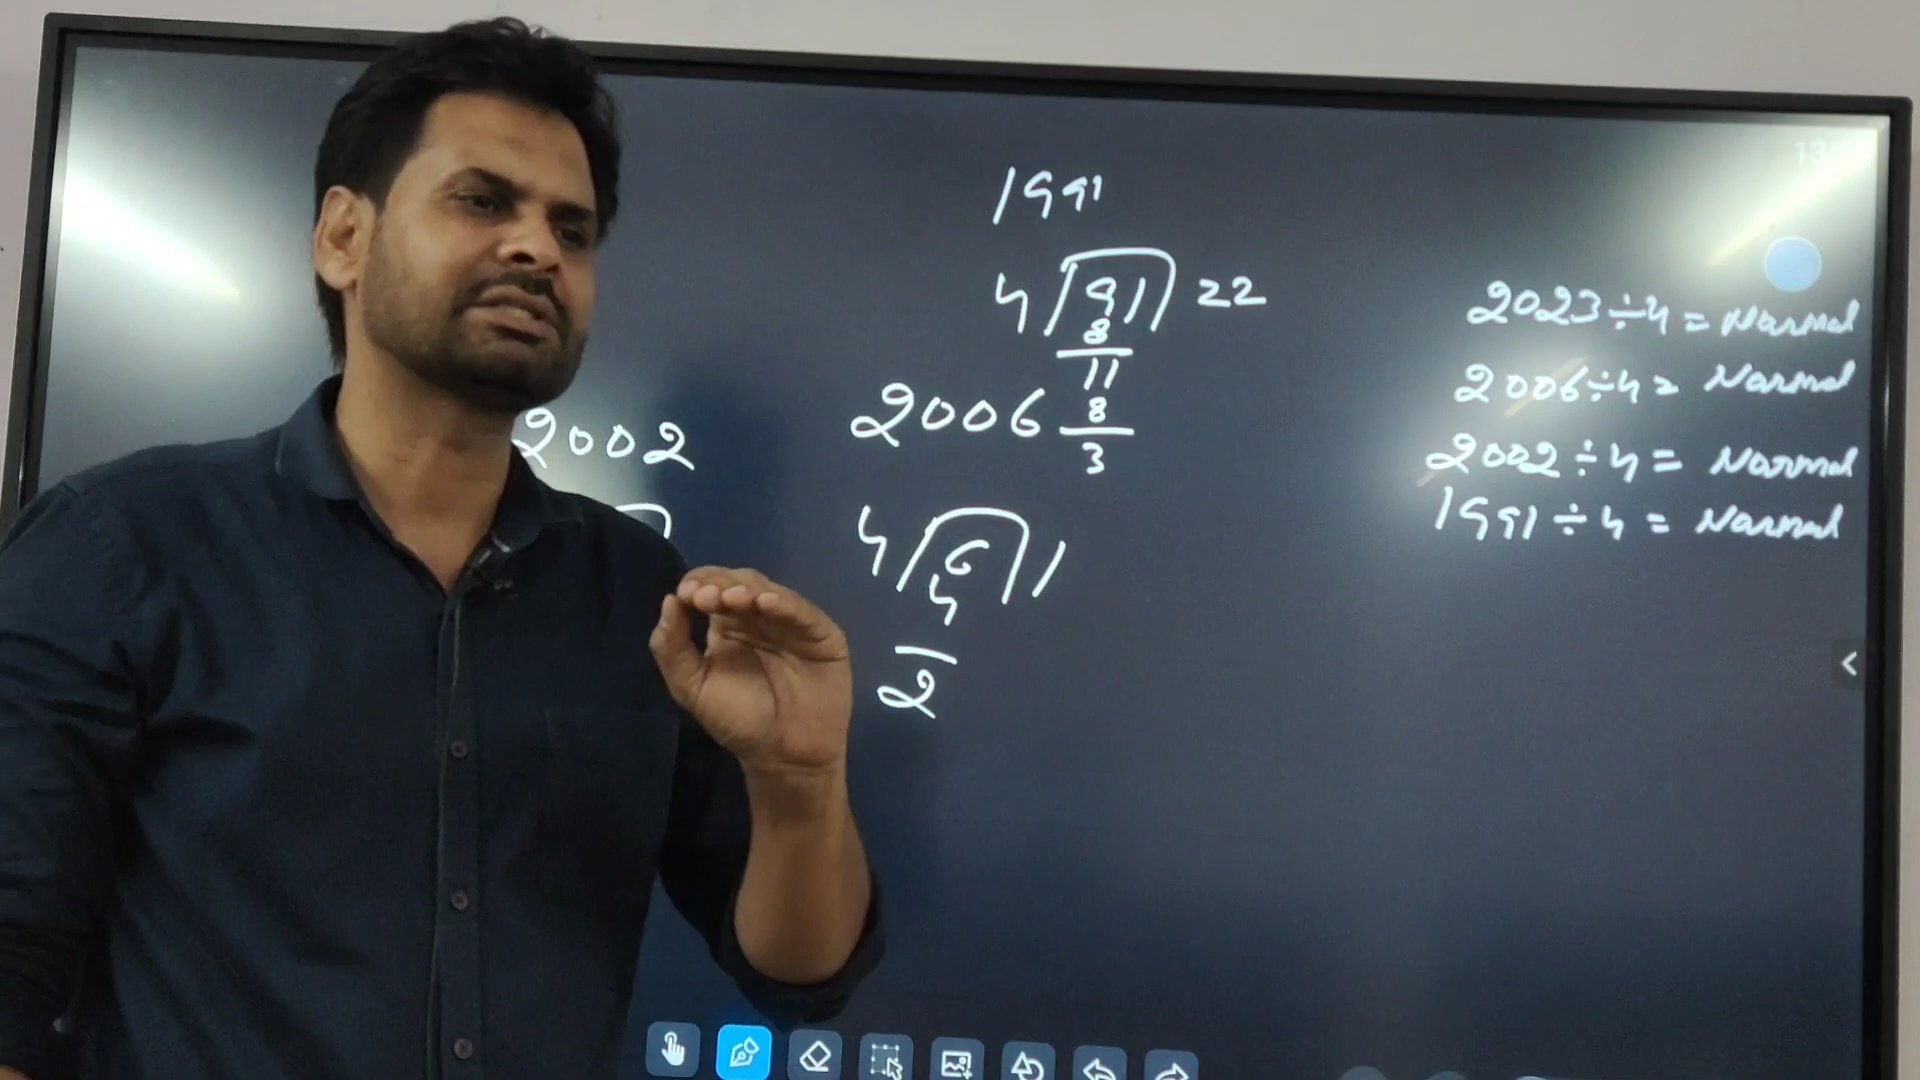 1991
4 91 22
8
11
8
3
2002
2006
4 6 1
4
2
2023 ÷ 4 = Normal
2006 ÷ 4 = Normal
2002 ÷ 4 = Normal
1991 ÷ 4 = Normal